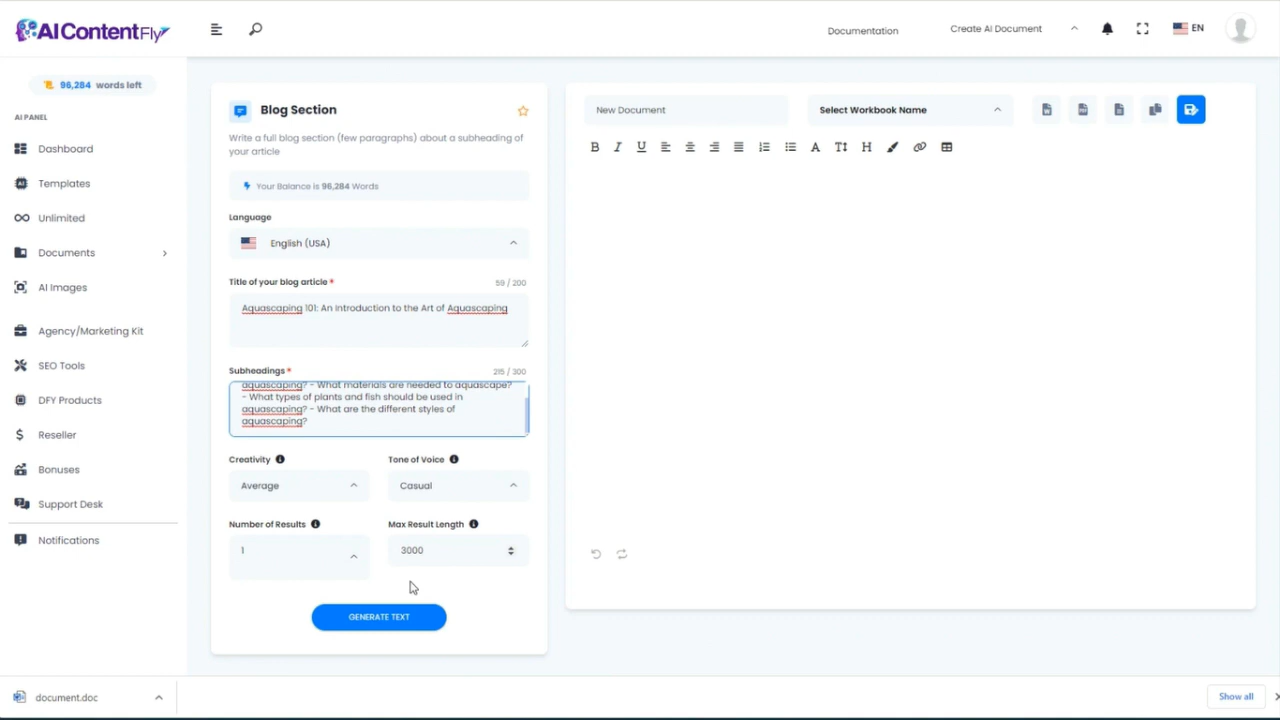 AI ContentFly
Documentation
Create AI Document
EN
96,284 words left
AI PANEL
Dashboard
Templates
Unlimited
Documents
AI Images
Agency/Marketing Kit
SEO Tools
DFY Products
Reseller
Bonuses
Support Desk
Notifications
Blog Section
Write a full blog section (few paragraphs) about a subheading of
your article
Your Balance is 96,284 Words
Language
English (USA)
Title of your blog article *
59 / 200
Aquascaping 101: An Introduction to the Art of Aquascaping
Subheadings *
215 / 300
aquascaping? - What materials are needed to aquascape?
- What types of plants and fish should be used in
aquascaping? - What are the different styles of
aquascaping?
Creativity
Tone of Voice
Average
Casual
Number of Results
Max Result Length
1
3000
GENERATE TEXT
New Document
Select Workbook Name
document.doc
Show all